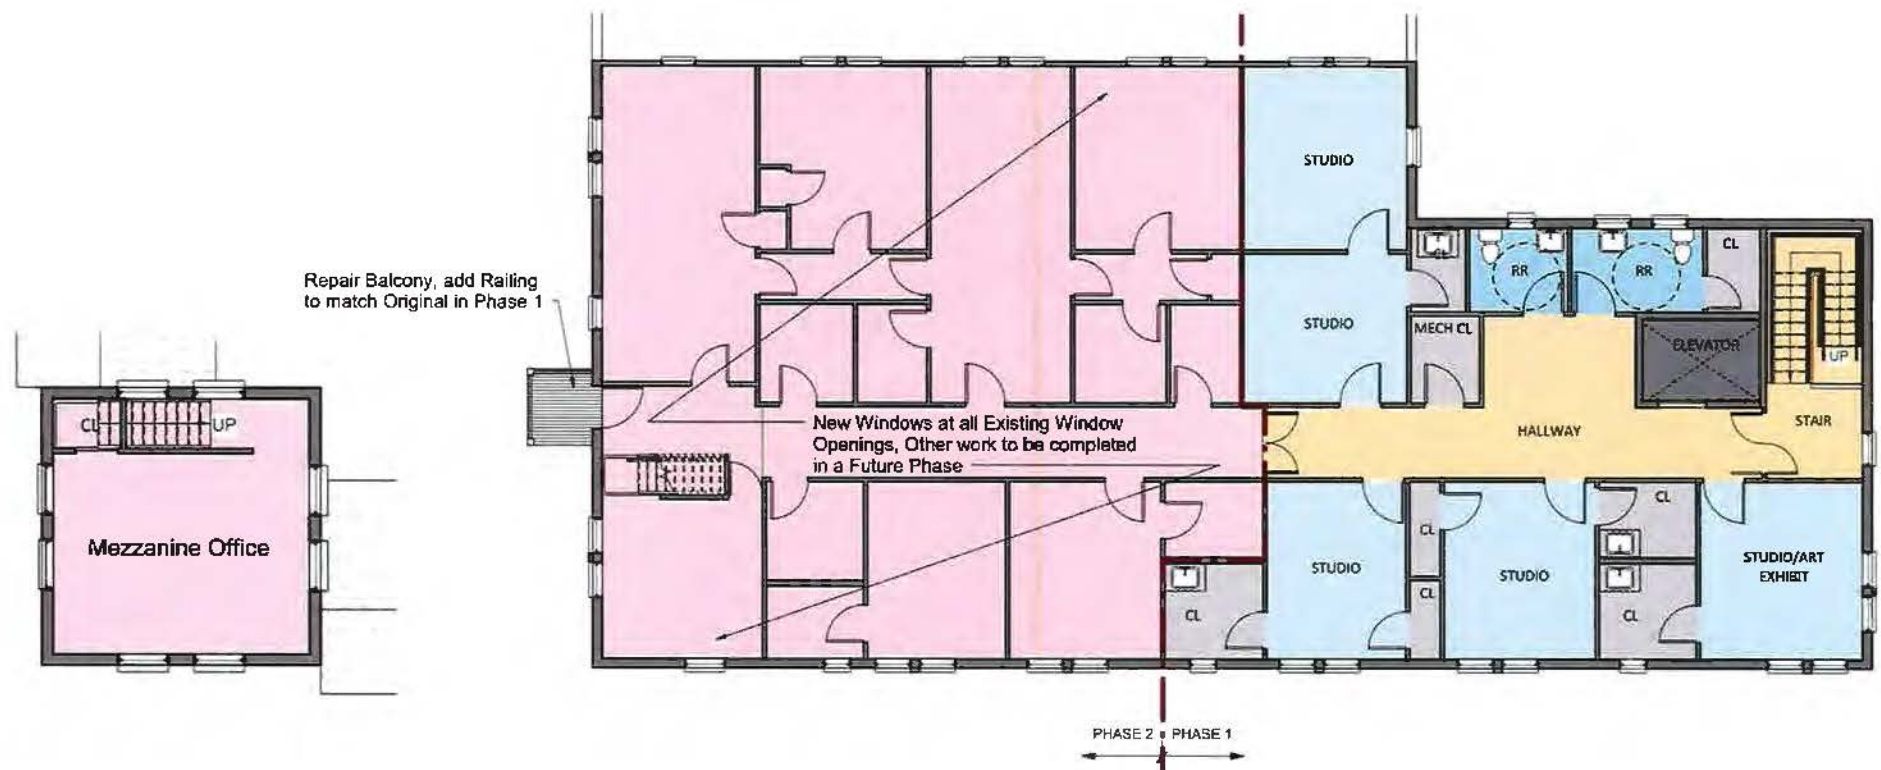 STUDIO
RR
RR
CL
Repair Balcony, add Railing
to match Original in Phase 1
STUDIO
MECH CL
ELEVATOR
UP
CL
UP
New Windows at all Existing Window
Openings, Other work to be completed
in a Future Phase
HALLWAY
STAIR
Mezzanine Office
CL
CL
STUDIO
STUDIO
STUDIO/ART
EXHIBIT
CL
CL
CL
PHASE 2
PHASE 1